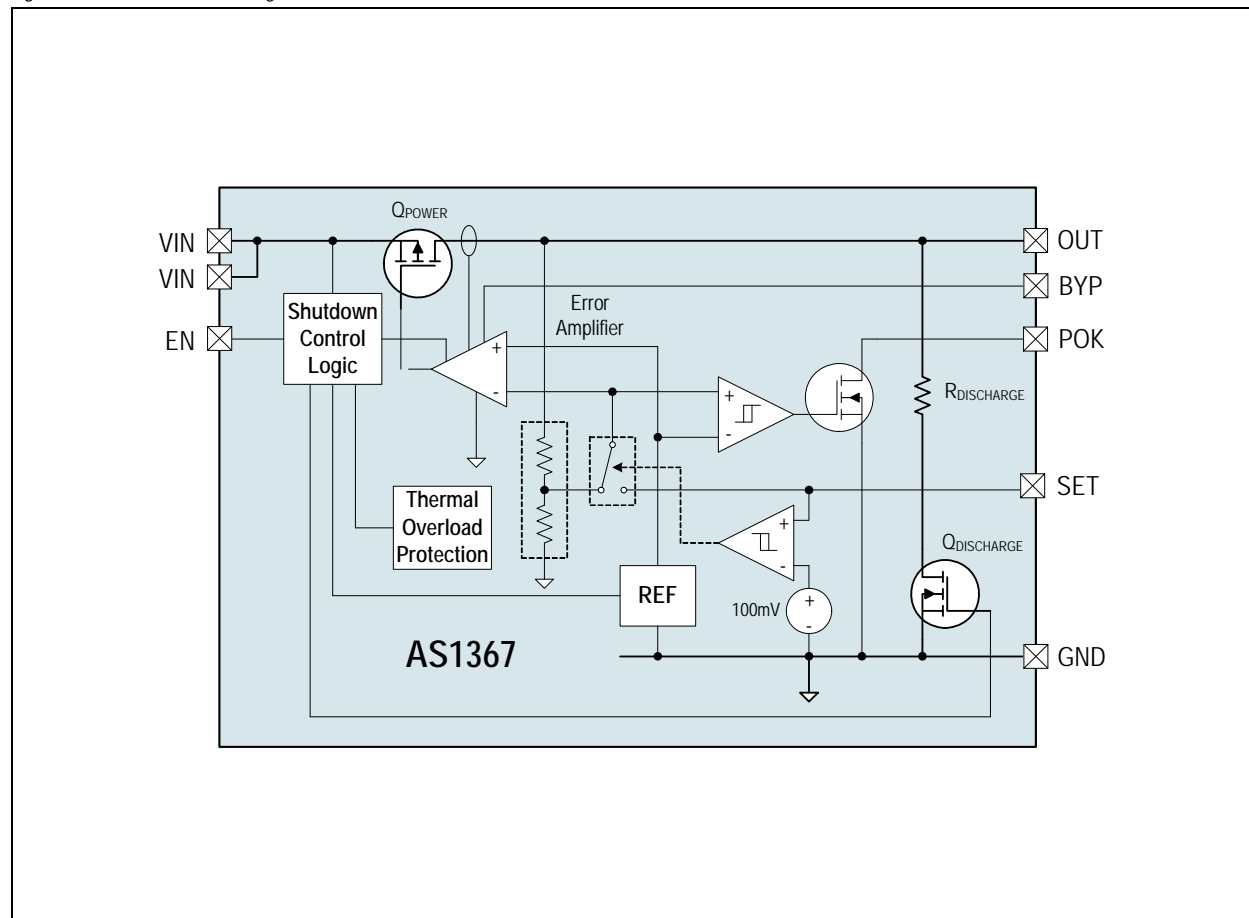 QPOWER
VIN
VIN
EN
Shutdown
Control
Logic
Error
Amplifier
+
-
+
-
Thermal
Overload
Protection
REF
+
-
100mV
+
-
RDISCHARGE
QDISCHARGE
OUT
BYP
POK
SET
GND
AS1367